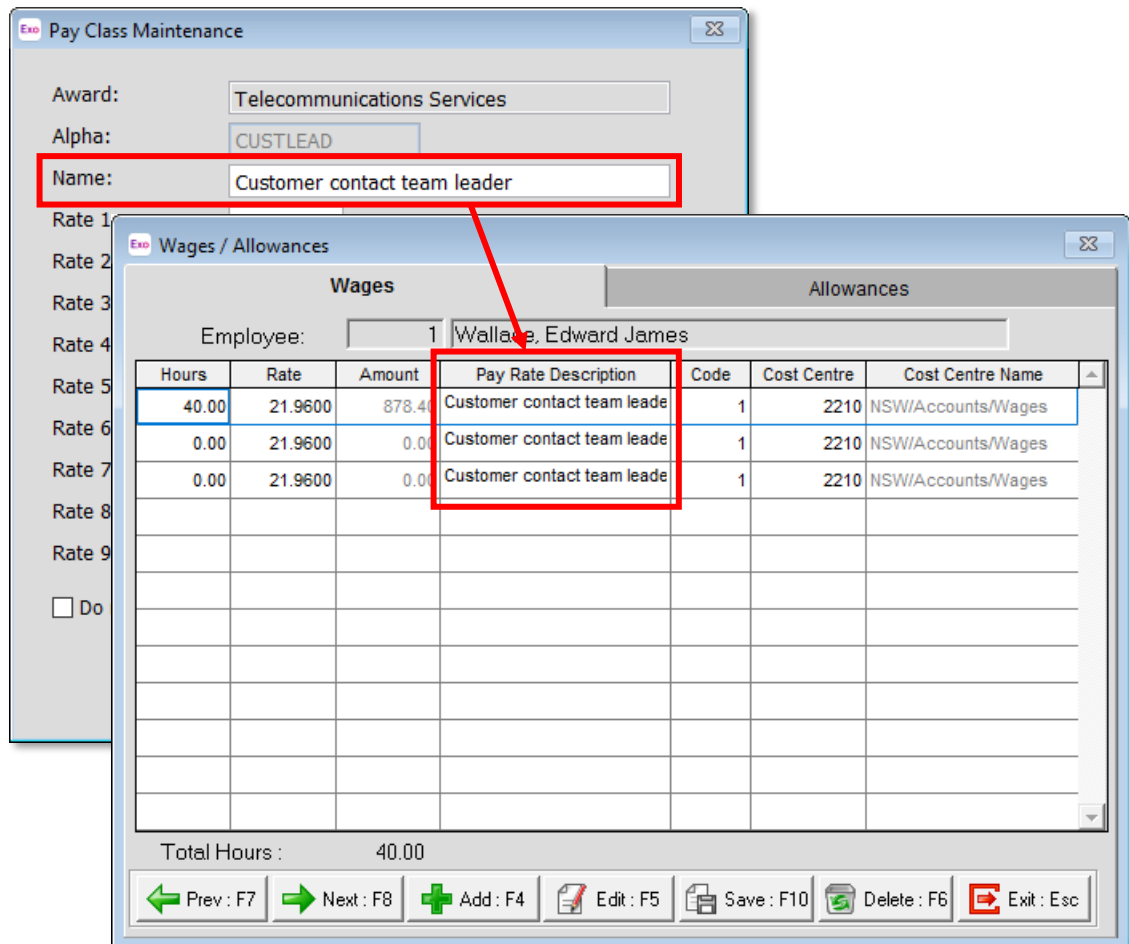 Exo Pay Class Maintenance
Award: Telecommunications Services
Alpha: CUSTLEAD
Name: Customer contact team leader
Rate 1
Rate 2
Rate 3
Rate 4
Rate 5
Rate 6
Rate 7
Rate 8
Rate 9
Do
Exo Wages / Allowances
Wages Allowances
Employee: 1 Wallace, Edward James
Hours Rate Amount Pay Rate Description Code Cost Centre Cost Centre Name
40.00 21.9600 878.40 Customer contact team leade 1 2210 NSW/Accounts/Wages
0.00 21.9600 0.00 Customer contact team leade 1 2210 NSW/Accounts/Wages
0.00 21.9600 0.00 Customer contact team leade 1 2210 NSW/Accounts/Wages
Total Hours : 40.00
Prev : F7 Next : F8 Add : F4 Edit : F5 Save : F10 Delete : F6 Exit : Esc